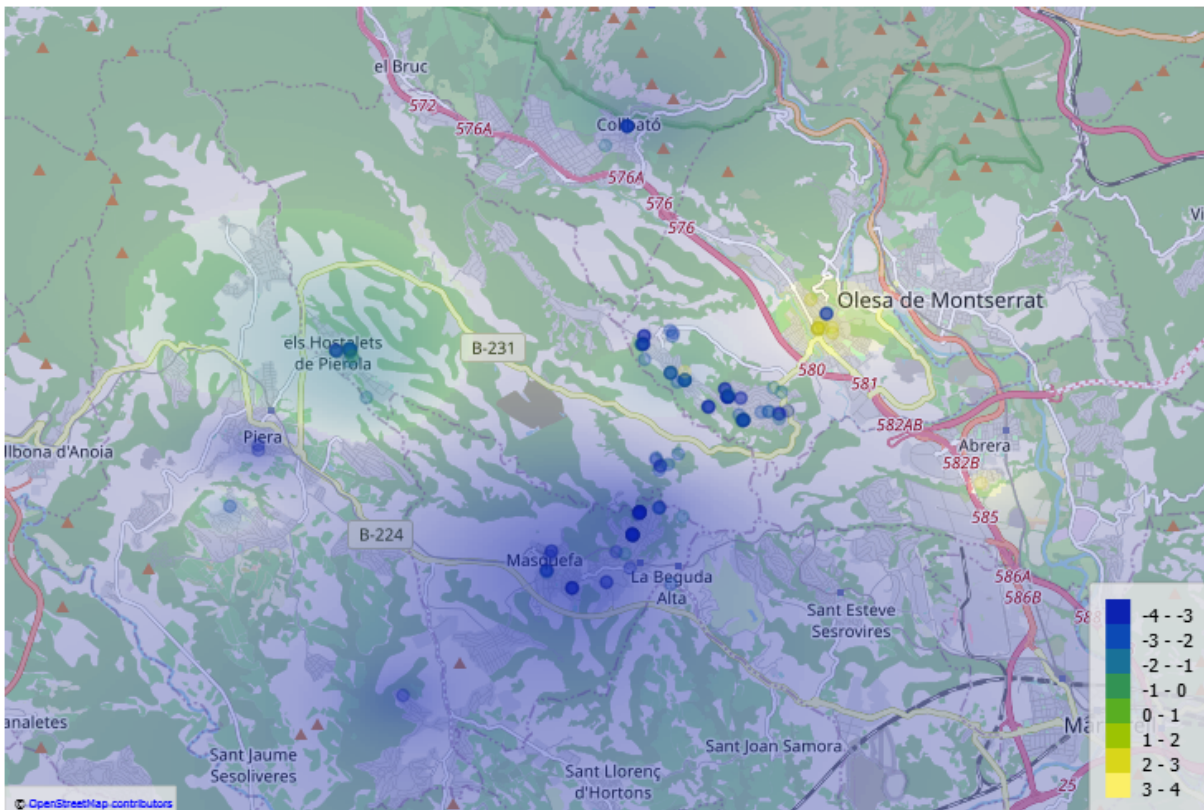 el Bruc
572
576A
Collbató
576A
576
576
Olesa de Montserrat
els Hostalets
de Pierola
B-231
580
581
582AB
Piera
llbona d'Anoia
Abrera
582B
585
B-224
Masquefa
La Beguda
Alta
586A
586B
588
Sant Esteve
Sesrovires
analetes
Sant Jaume
Sesoliveres
Sant Joan Samora
Sant Llorenç
d'Hortons
25
-4 - -3
-3 - -2
-2 - -1
-1 - 0
0 - 1
1 - 2
2 - 3
3 - 4
© OpenStreetMap contributors